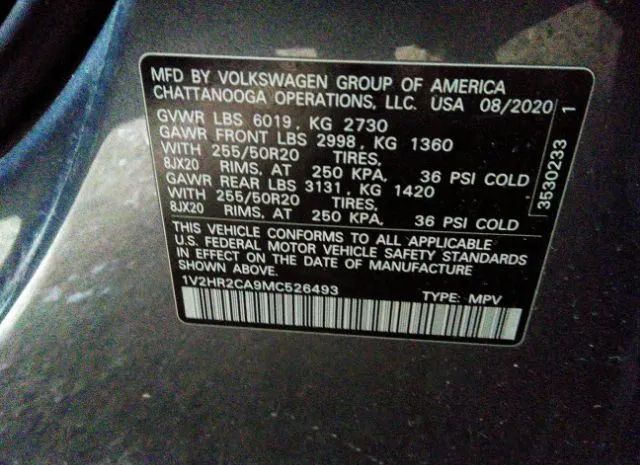 MFD BY VOLKSWAGEN GROUP OF AMERICA
CHATTANOOGA OPERATIONS, LLC. USA 08/2020
GVWR LBS 6019, KG 2730
GAWR FRONT LBS 2998, KG 1360
WITH 255/50R20 TIRES,
8JX20 RIMS, AT 250 KPA, 36 PSI COLD
GAWR REAR LBS 3131, KG 1420
WITH 255/50R20 TIRES,
8JX20 RIMS, AT 250 KPA, 36 PSI COLD
THIS VEHICLE CONFORMS TO ALL APPLICABLE
U.S. FEDERAL MOTOR VEHICLE SAFETY STANDARDS
IN EFFECT ON THE DATE OF MANUFACTURE
SHOWN ABOVE.
1V2HR2CA9MC526493 TYPE: MPV
3530233 1